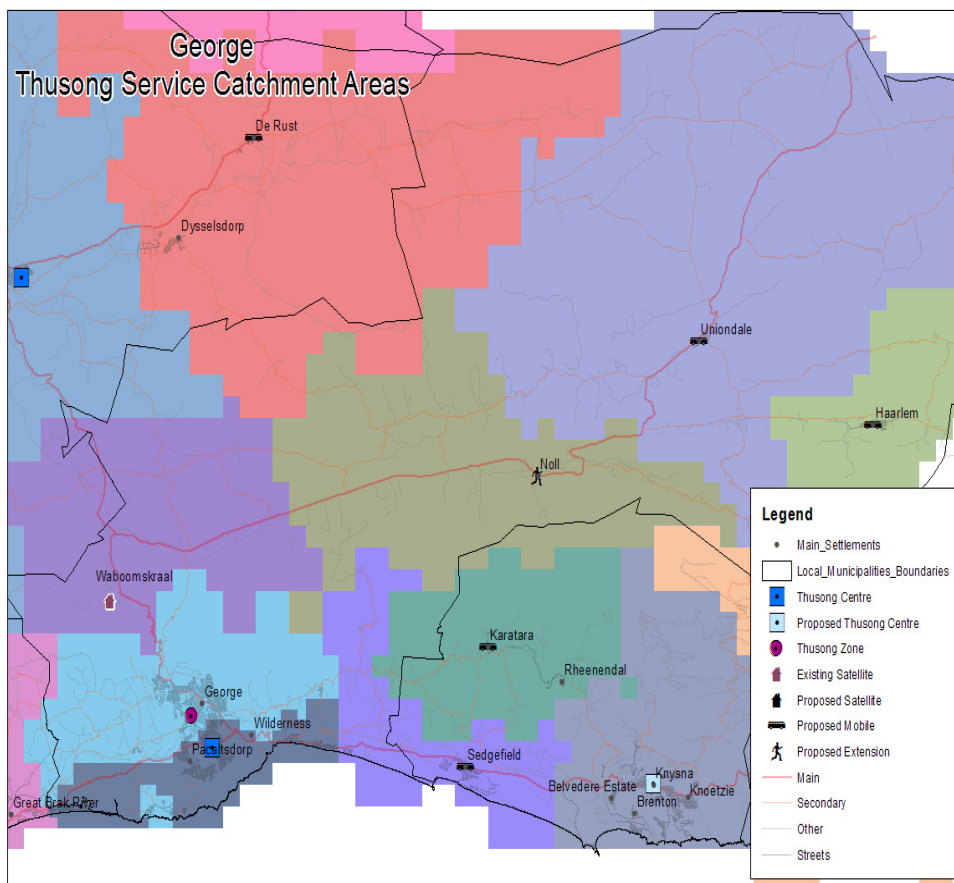 George
Thusong Service Catchment Areas
De Rust
Dysselsdorp
Uniondale
Haarlem
Noll
Waboomskraal
Karatara
Rheenendal
George
Wilderness
Pacaltsdorp
Sedgefield
Great Brak River
Belvedere Estate
Knysna
Knoetzie
Brenton
Legend
Main_Settlements
Local_Municipalities_Boundaries
Thusong Centre
Proposed Thusong Centre
Thusong Zone
Existing Satellite
Proposed Satellite
Proposed Mobile
Proposed Extension
Main
Secondary
Other
Streets